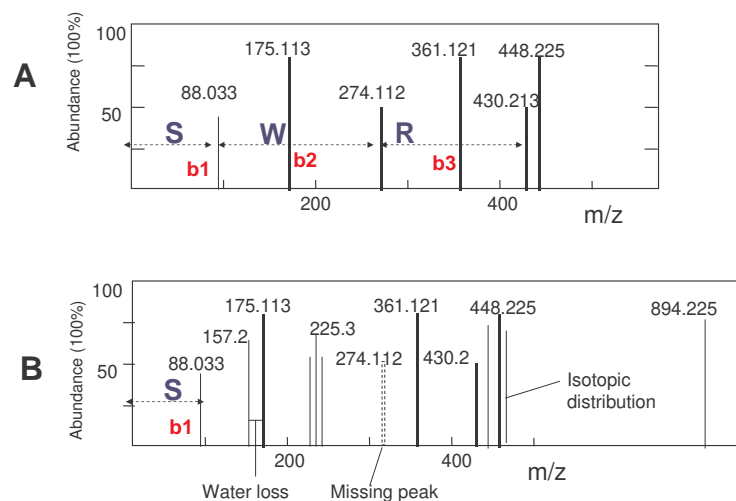 A
Abundance (100%)
100
50
175.113
361.121
448.225
88.033
274.112
430.213
S
W
R
b1
b2
b3
200
400
m/z
B
Abundance (100%)
100
50
175.113
361.121
448.225
894.225
157.2
225.3
88.033
274.112
430.2
S
b1
Isotopic
distribution
200
400
m/z
Water loss
Missing peak